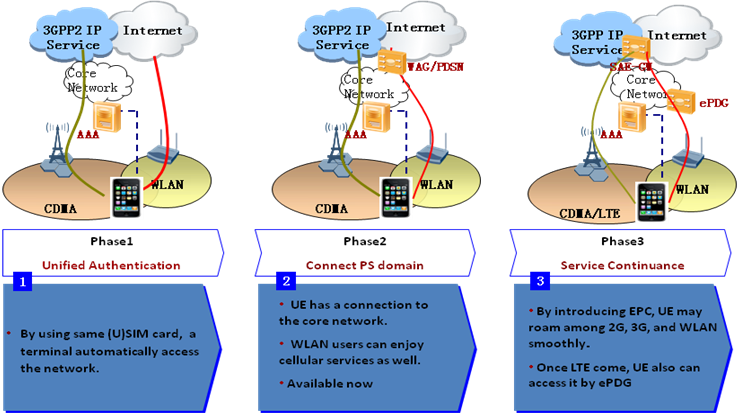 3GPP2 IP
Service
Internet
Core
Network
AAA
WLAN
CDMA
3GPP2 IP
Service
Internet
WAG/PDSN
Core
Network
AAA
WLAN
CDMA
3GPP IP
Service
Internet
SAE-GW
Core
Network
ePDG
AAA
WLAN
CDMA/LTE
Phase1
Unified Authentication
Phase2
Connect PS domain
Phase3
Service Continuance
1
• By using same (U)SIM card, a
terminal automatically access
the network.
2
• UE has a connection to
the core network.
• WLAN users can enjoy
cellular services as well.
• Available now
3
• By introducing EPC, UE may
roam among 2G, 3G, and WLAN
smoothly。
• Once LTE come, UE also can
access it by ePDG